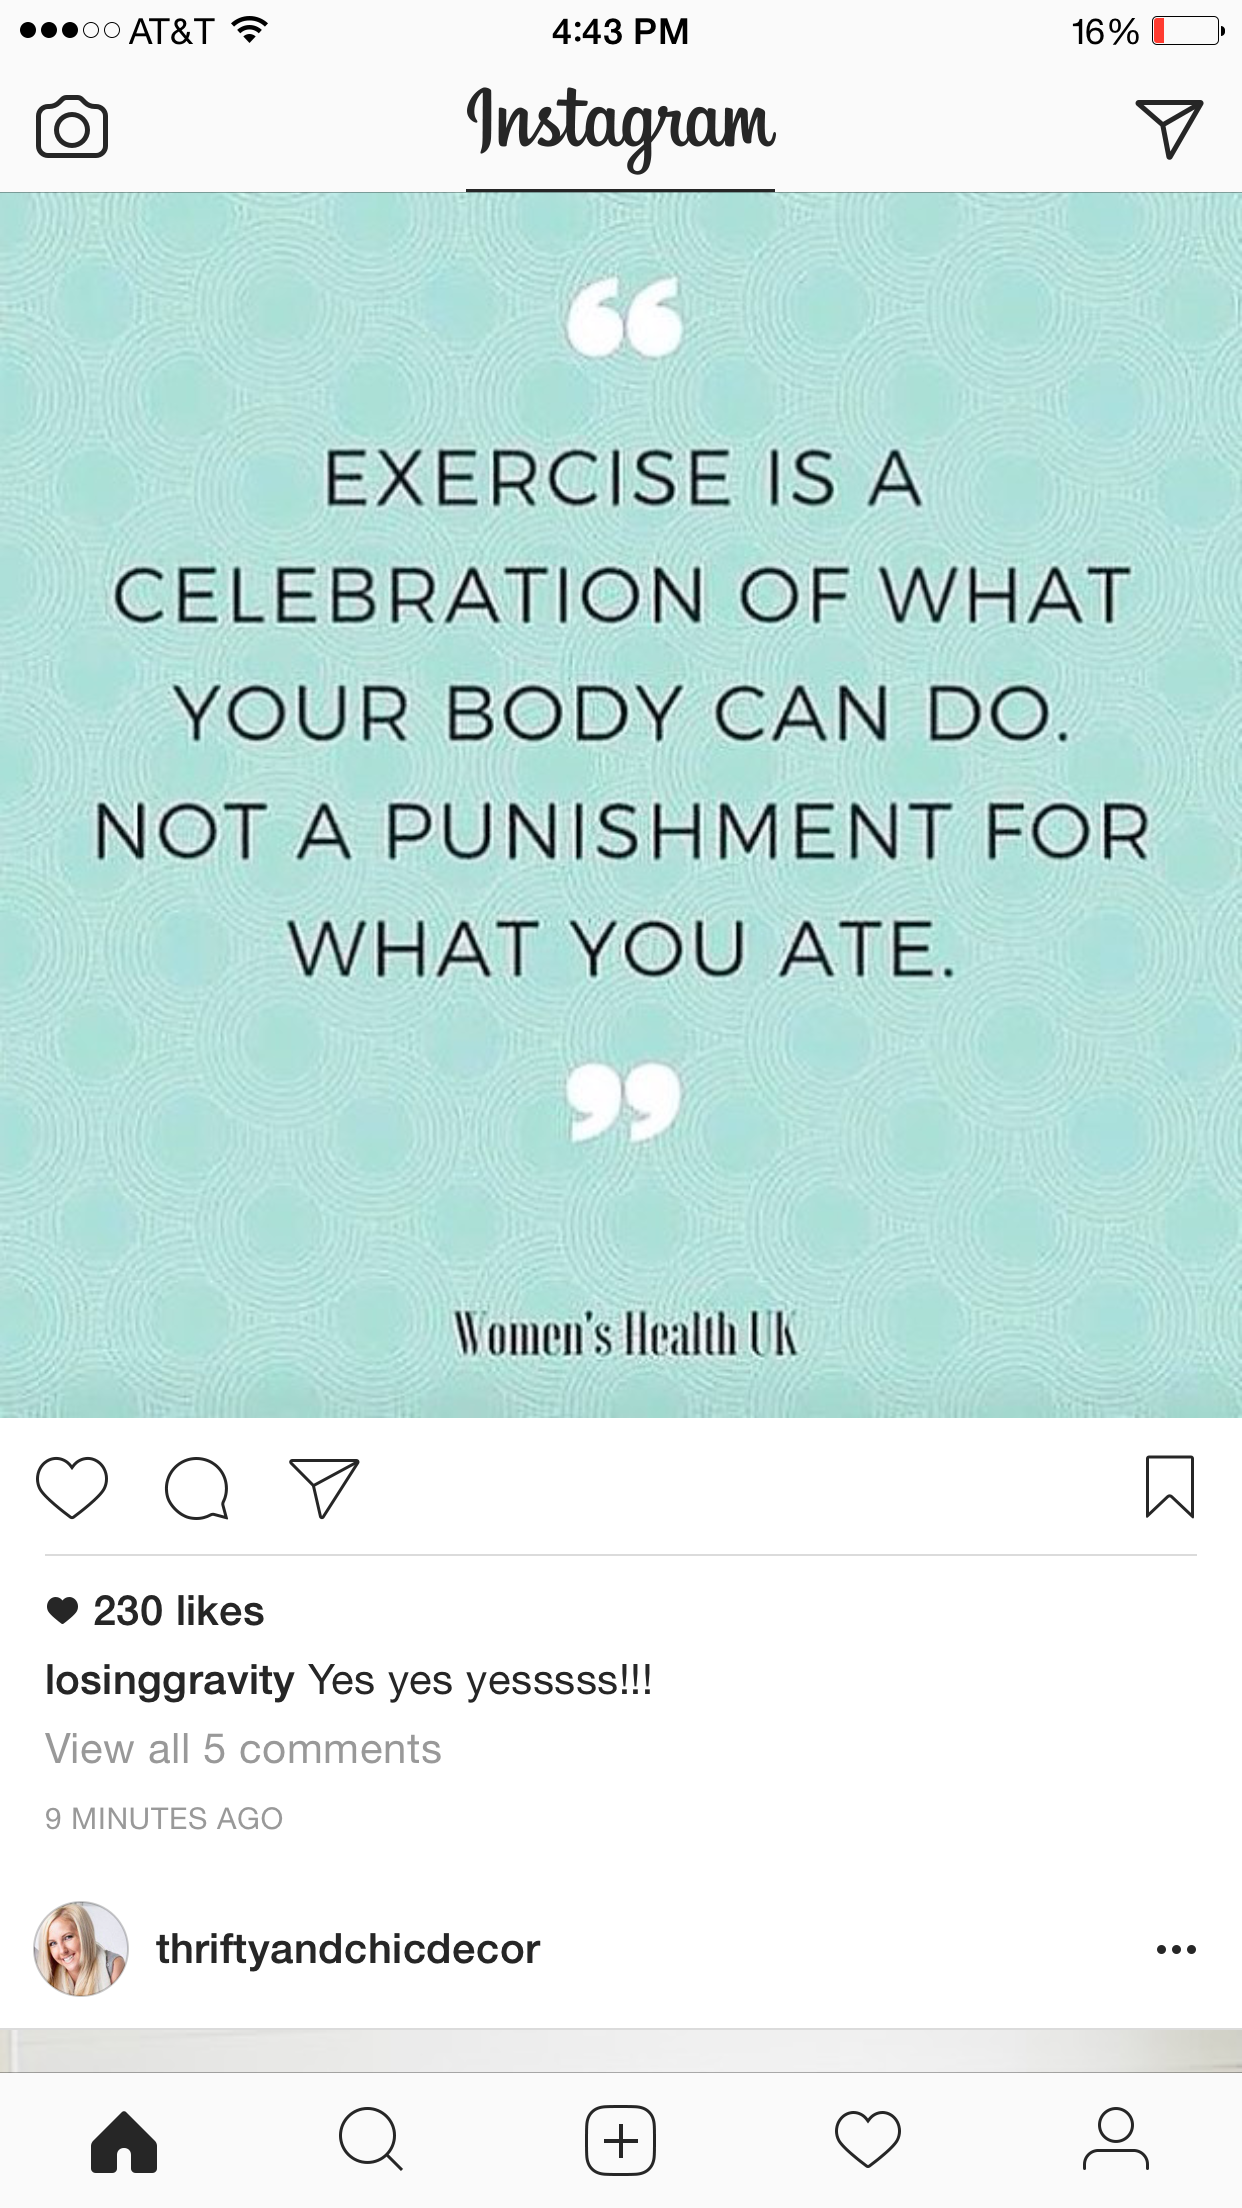 AT&T 4:43 PM 16%
Instagram
“
EXERCISE IS A
CELEBRATION OF WHAT
YOUR BODY CAN DO.
NOT A PUNISHMENT FOR
WHAT YOU ATE.
”
Women's Health UK
230 likes
losinggravity Yes yes yesssss!!!
View all 5 comments
9 MINUTES AGO
thriftyandchicdecor